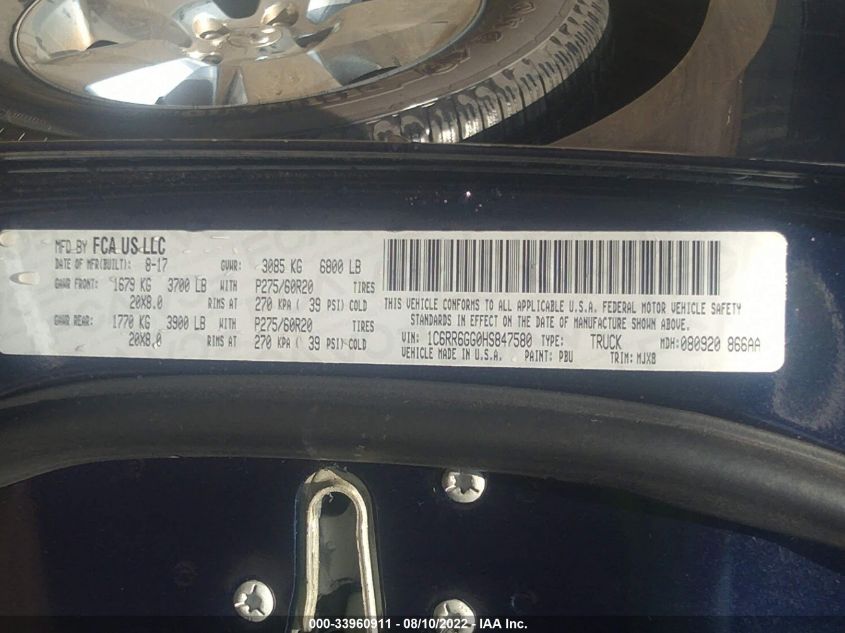 MFD BY FCA US LLC
DATE OF MFR(BUILT): 8-17 GVWR: 3085 KG 6800 LB
GAWR FRONT: 1679 KG 3700 LB WITH P275/60R20 TIRES
20X8.0 RIMS AT 270 KPA ( 39 PSI) COLD
GAWR REAR: 1770 KG 3900 LB WITH P275/60R20 TIRES
20X8.0 RIMS AT 270 KPA ( 39 PSI) COLD
THIS VEHICLE CONFORMS TO ALL APPLICABLE U.S.A. FEDERAL MOTOR VEHICLE SAFETY
STANDARDS IN EFFECT ON THE DATE OF MANUFACTURE SHOWN ABOVE.
VIN: 1C6RR6GG0HS847580 TYPE: TRUCK MDH: 080920 866AA
VEHICLE MADE IN U.S.A. PAINT: PBU TRIM: MJX8
000-33960911 - 08/10/2022 - IAA Inc.